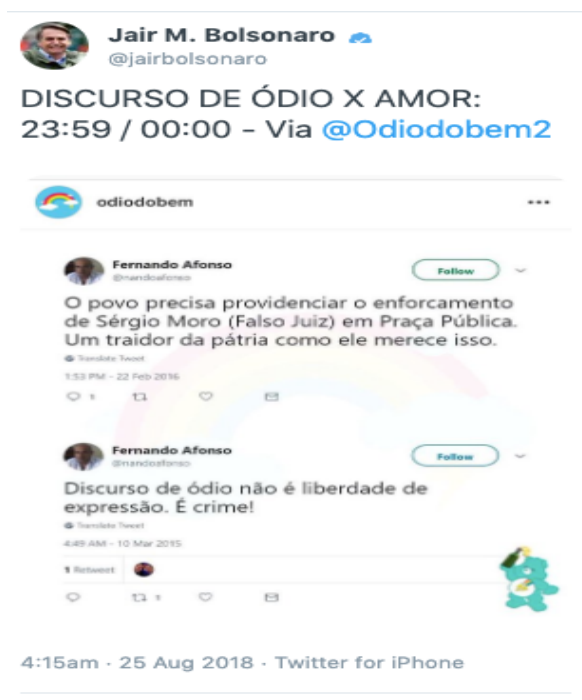 Jair M. Bolsonaro
@jairbolsonaro
DISCURSO DE ÓDIO X AMOR:
23:59 / 00:00 - Via @Odiodobem2
odiodobem
Fernando Afonso
@nandoafonso
Follow
O povo precisa providenciar o enforcamento
de Sérgio Moro (Falso Juiz) em Praça Pública.
Um traidor da pátria como ele merece isso.
Translate Tweet
1:53 PM - 22 Feb 2016
1
Fernando Afonso
@nandoafonso
Follow
Discurso de ódio não é liberdade de
expressão. É crime!
Translate Tweet
4:49 AM - 10 Mar 2015
1 Retweet
1
4:15am · 25 Aug 2018 · Twitter for iPhone